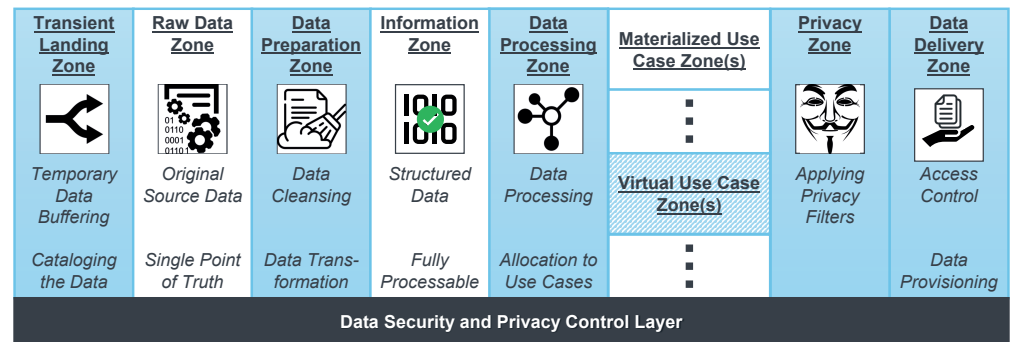 Transient
Landing
Zone
Temporary
Data
Buffering
Cataloging
the Data
Raw Data
Zone
01
0110
0001
01101
Original
Source Data
Single Point
of Truth
Data
Preparation
Zone
Data
Cleansing
Data Trans-
formation
Information
Zone
1010
1010
Structured
Data
Fully
Processable
Data
Processing
Zone
Data
Processing
Allocation to
Use Cases
Materialized Use
Case Zone(s)
Virtual Use Case
Zone(s)
Privacy
Zone
Applying
Privacy
Filters
Data
Delivery
Zone
Access
Control
Data
Provisioning
Data Security and Privacy Control Layer